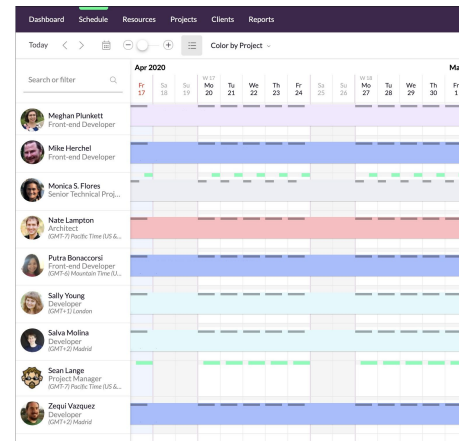 Dashboard Schedule Resources Projects Clients Reports
Today Color by Project
Apr 2020 Ma
Search or filter
W 17 W 18
Fr Sa Su Mo Tu We Th Fr Sa Su Mo Tu We Th Fr
17 18 19 20 21 22 23 24 25 26 27 28 29 30 1
Meghan Plunkett
Front-end Developer
Mike Herchel
Front-end Developer
Monica S. Flores
Senior Technical Proj...
Nate Lampton
Architect
(GMT-7) Pacific Time (US &...
Putra Bonaccorsi
Front-end Developer
(GMT-6) Mountain Time (U...
Sally Young
Developer
(GMT+1) London
Salva Molina
Developer
(GMT+2) Madrid
Sean Lange
Project Manager
(GMT-7) Pacific Time (US &...
Zequi Vazquez
Developer
(GMT+2) Madrid